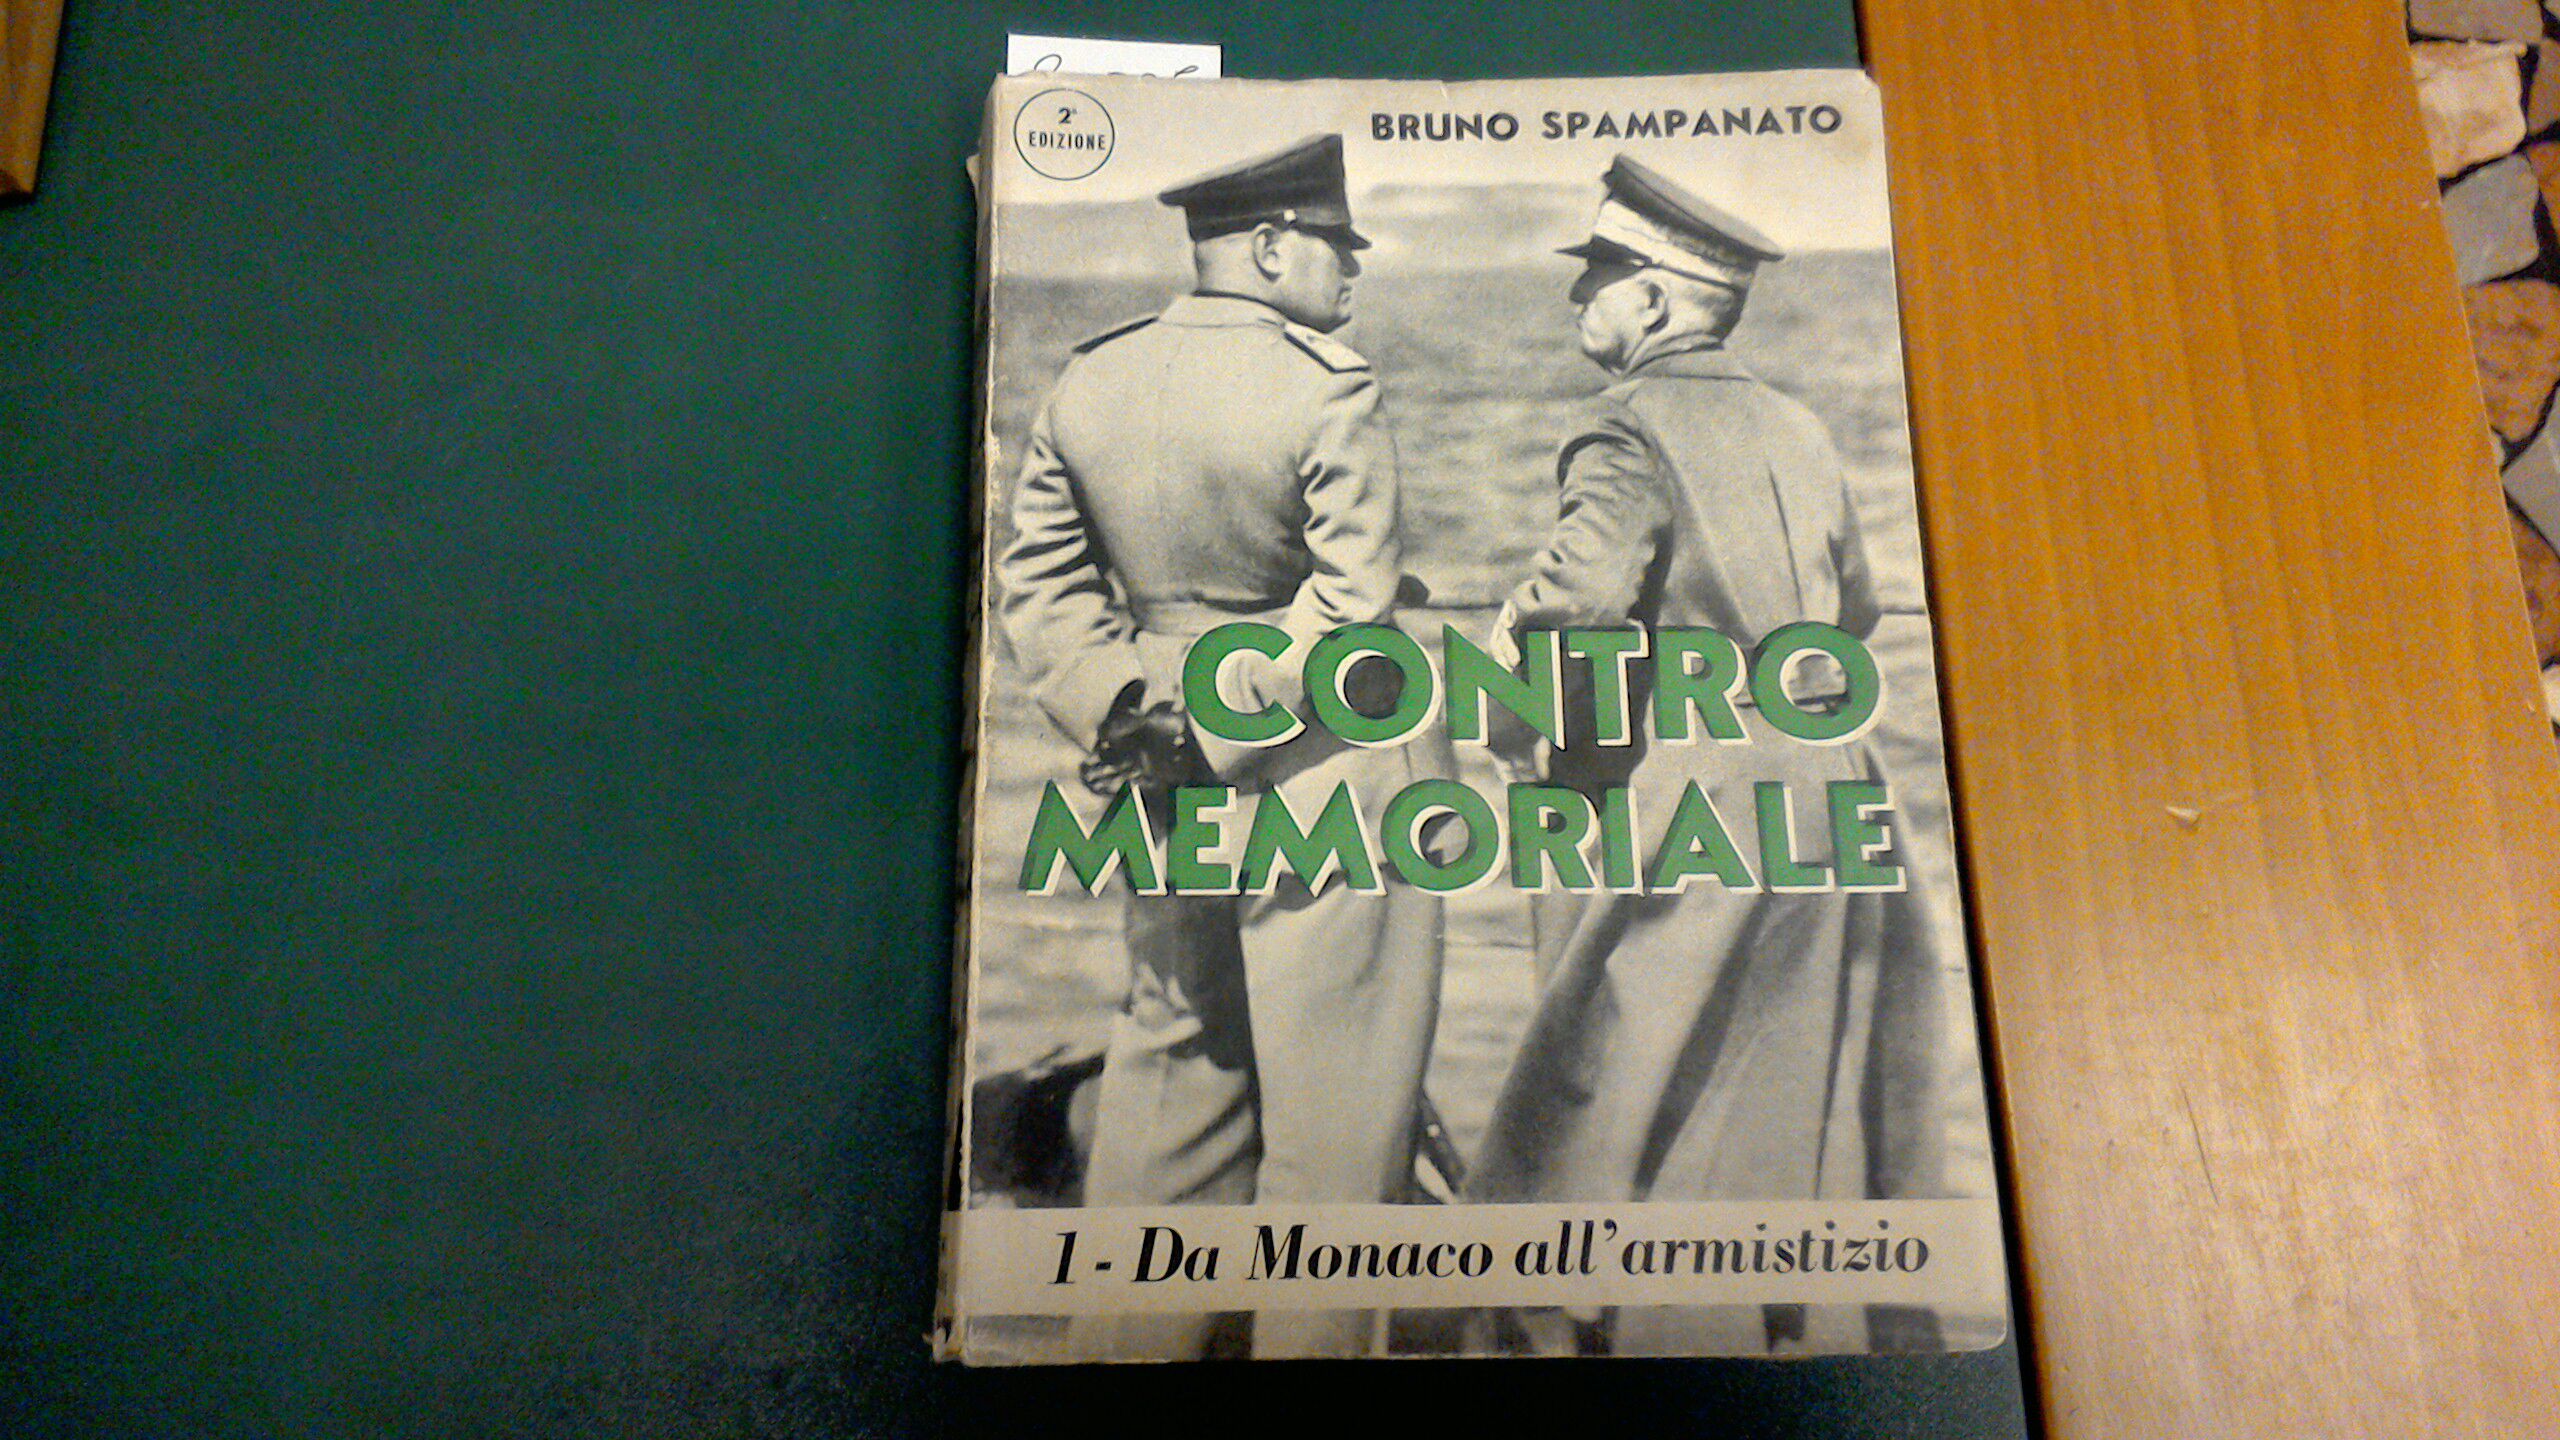 2ª
EDIZIONE
BRUNO SPAMPANATO
CONTRO
MEMORIALE
1 - Da Monaco all'armistizio